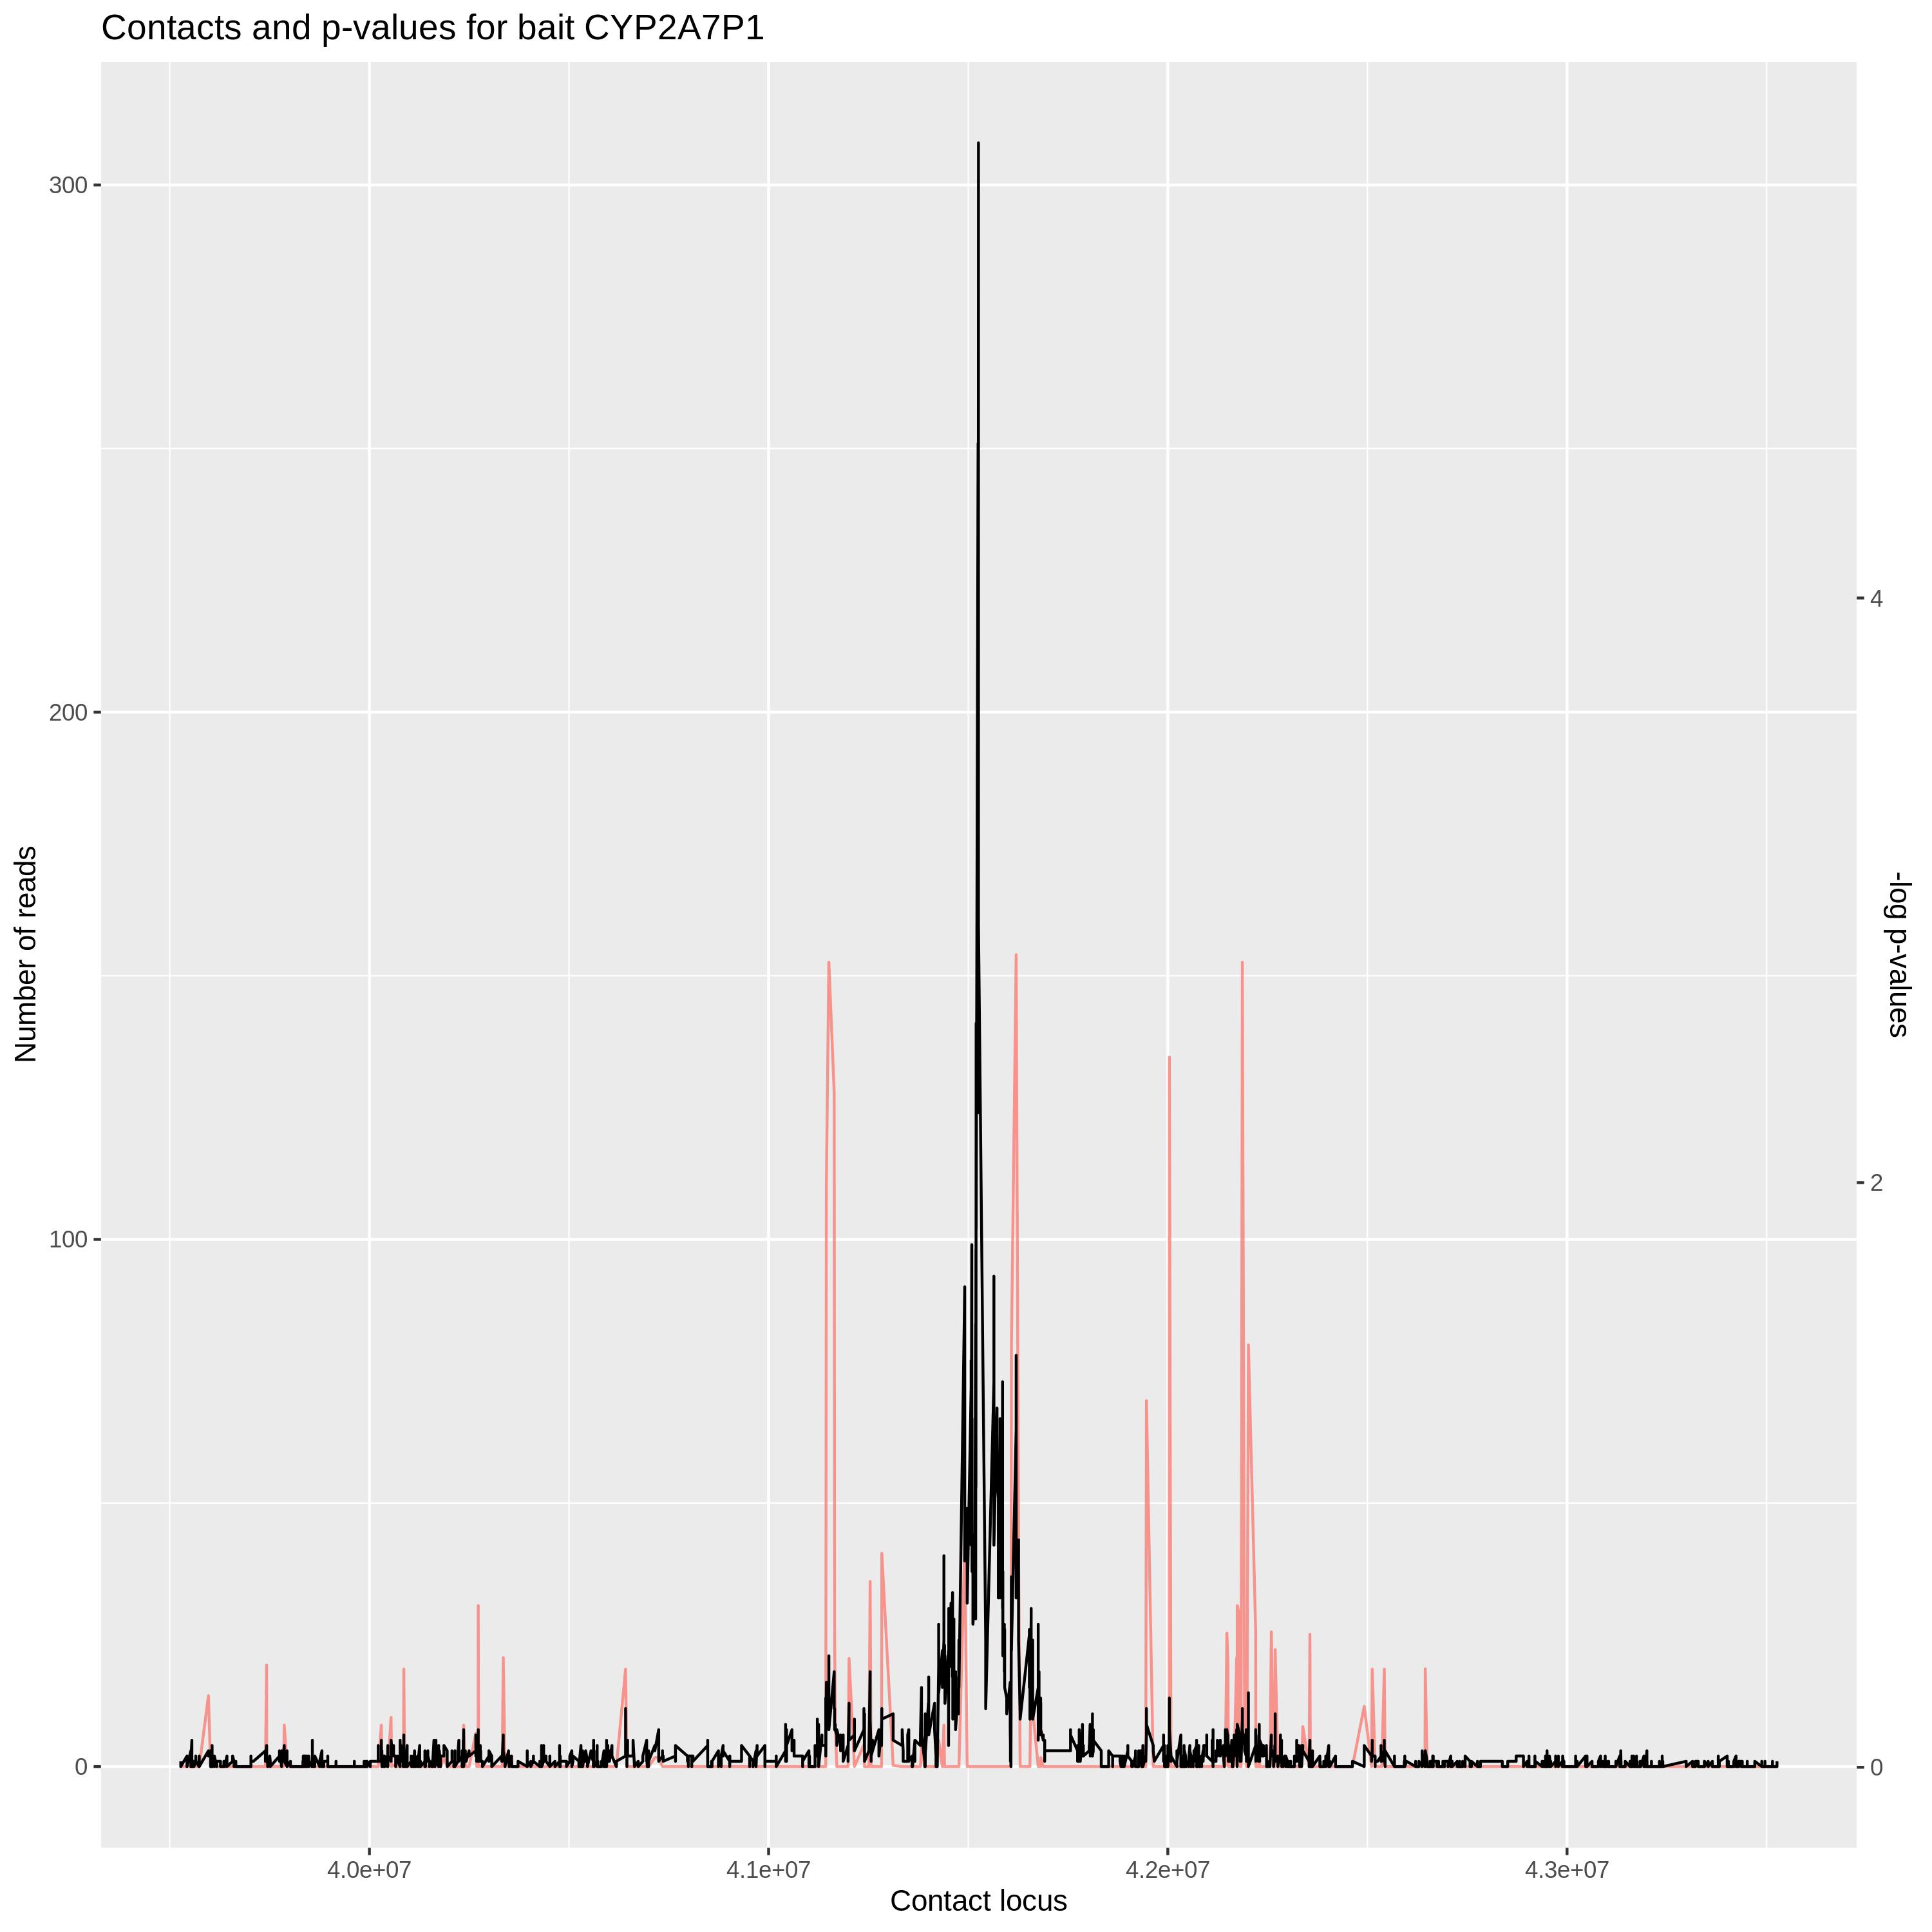 Contacts and p-values for bait CYP2A7P1
300
200
100
0
Number of reads
4
2
0
-log p-values
4.0e+07
4.1e+07
4.2e+07
4.3e+07
Contact locus